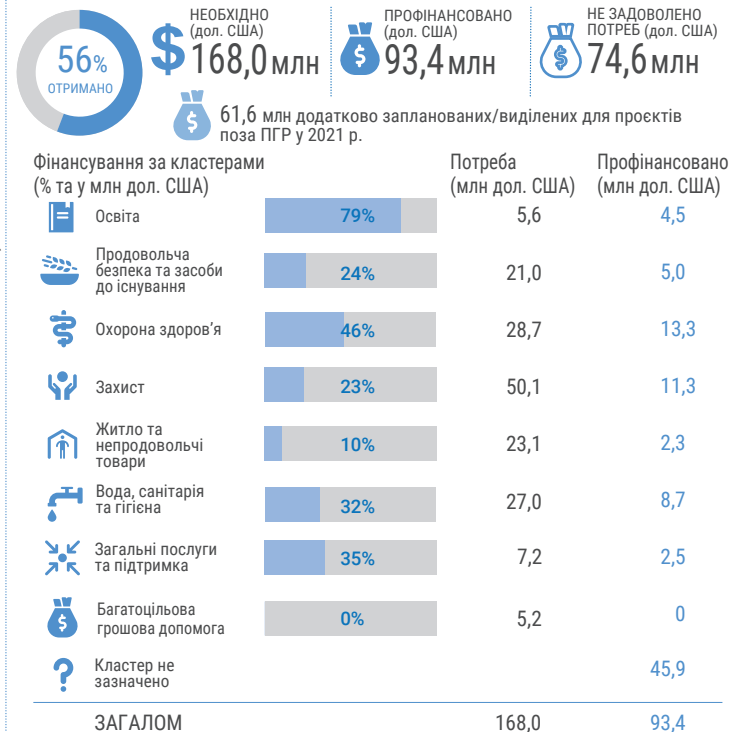 56%
ОТРИМАНО
$
НЕОБХІДНО
(дол. США)
168,0 млн
$
ПРОФІНАНСОВАНО
(дол. США)
93,4 млн
$
НЕ ЗАДОВОЛЕНО
ПОТРЕБ (дол. США)
74,6 млн
$
61,6 млн додатково запланованих/виділених для проєктів
поза ПГР у 2021 р.
Фінансування за кластерами
(% та у млн дол. США)
Потреба
(млн дол. США)
Профінансовано
(млн дол. США)
Освіта 79% 5,6 4,5
Продовольча
безпека та засоби
до існування
24% 21,0 5,0
Охорона здоров’я 46% 28,7 13,3
Захист 23% 50,1 11,3
Житло та
непродовольчі
товари
10% 23,1 2,3
Вода, санітарія
та гігієна
32% 27,0 8,7
Загальні послуги
та підтримка
35% 7,2 2,5
$
Багатоцільова
грошова допомога
0% 5,2 0
?
Кластер не
зазначено
45,9
ЗАГАЛОМ 168,0 93,4